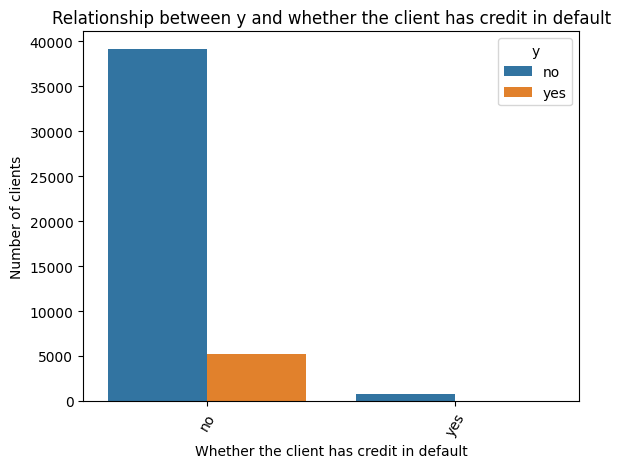 Relationship between y and whether the client has credit in default
y
no
yes
40000
35000
30000
25000
20000
15000
10000
5000
0
Number of clients
no
yes
Whether the client has credit in default